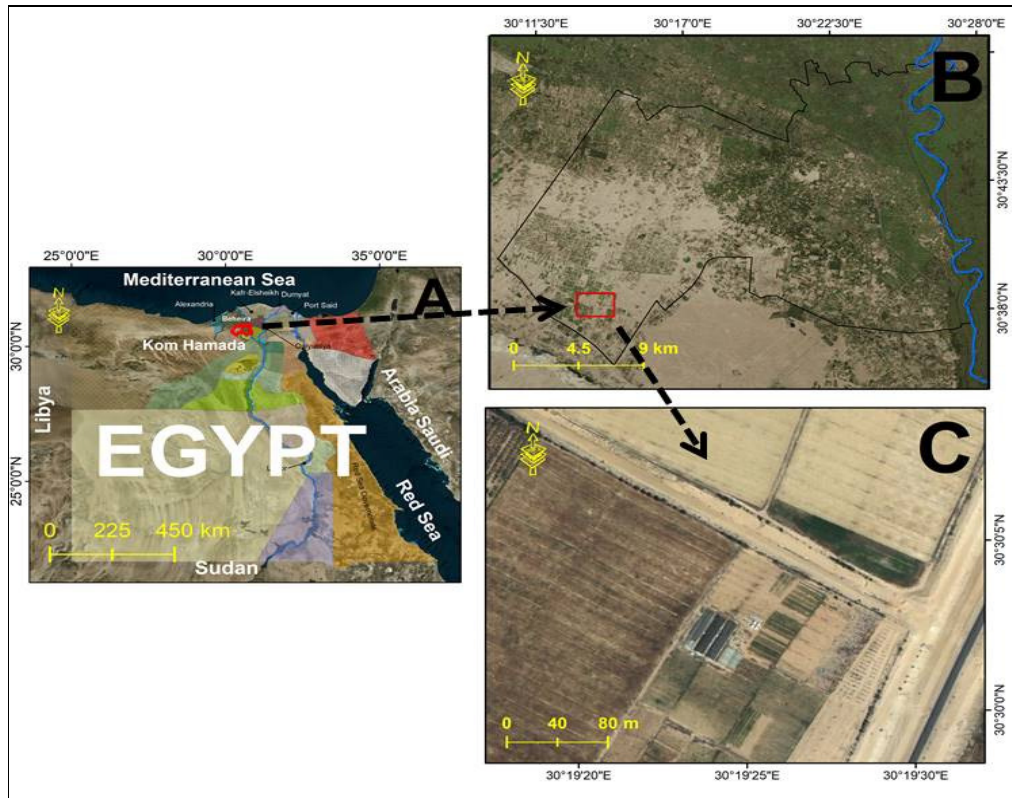 25°0'0"E 30°0'0"E 35°0'0"E
Mediterranean Sea
Kafr-Elsheikh Dumyat
Alexandria
Port Said
Beheira
A
N
Kom Hamada
30°0'0"N
25°0'0"N
Libya
EGYPT
Arabia Saudi
Red Sea
0 225 450 km
Sudan
30°11'30"E 30°17'0"E 30°22'30"E 30°28'0"E
N
B
30°43'30"N
30°38'0"N
0 4.5 9 km
N
C
30°30'5"N
30°30'0"N
0 40 80 m
30°19'20"E 30°19'25"E 30°19'30"E